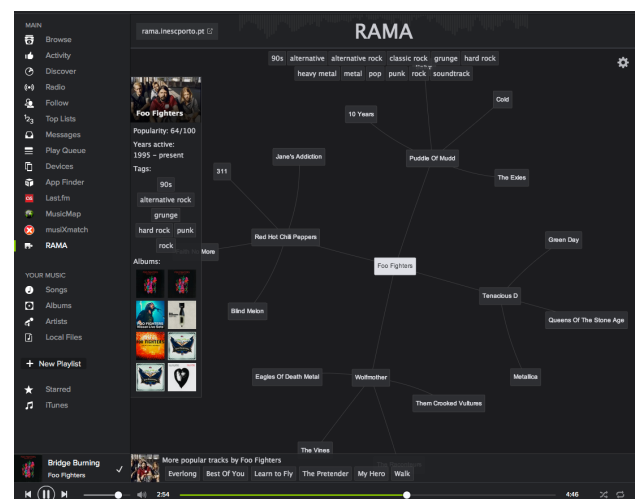 MAIN
Browse
Activity
Discover
Radio
Follow
Top Lists
Messages
Play Queue
Devices
App Finder
Last.fm
MusicMap
musiXmatch
RAMA
YOUR MUSIC
Songs
Albums
Artists
Local Files
+ New Playlist
Starred
iTunes
Bridge Burning
Foo Fighters
rama.inescporto.pt
RAMA
90s alternative alternative rock classic rock grunge hard rock
heavy metal metal pop punk rock soundtrack
Foo Fighters
Popularity: 64/100
Years active:
1995 – present
Tags:
90s
alternative rock
grunge
hard rock punk
rock
Albums:
Cold
10 Years
Jane's Addiction
Puddle Of Mudd
311
The Exies
Red Hot Chili Peppers
Green Day
More
Foo Fighters
Tenacious D
Blind Melon
Queens Of The Stone Age
Eagles Of Death Metal
Wolfmother
Metallica
Them Crooked Vultures
The Vines
More popular tracks by Foo Fighters
Everlong Best Of You Learn to Fly The Pretender My Hero Walk
2:54
4:46